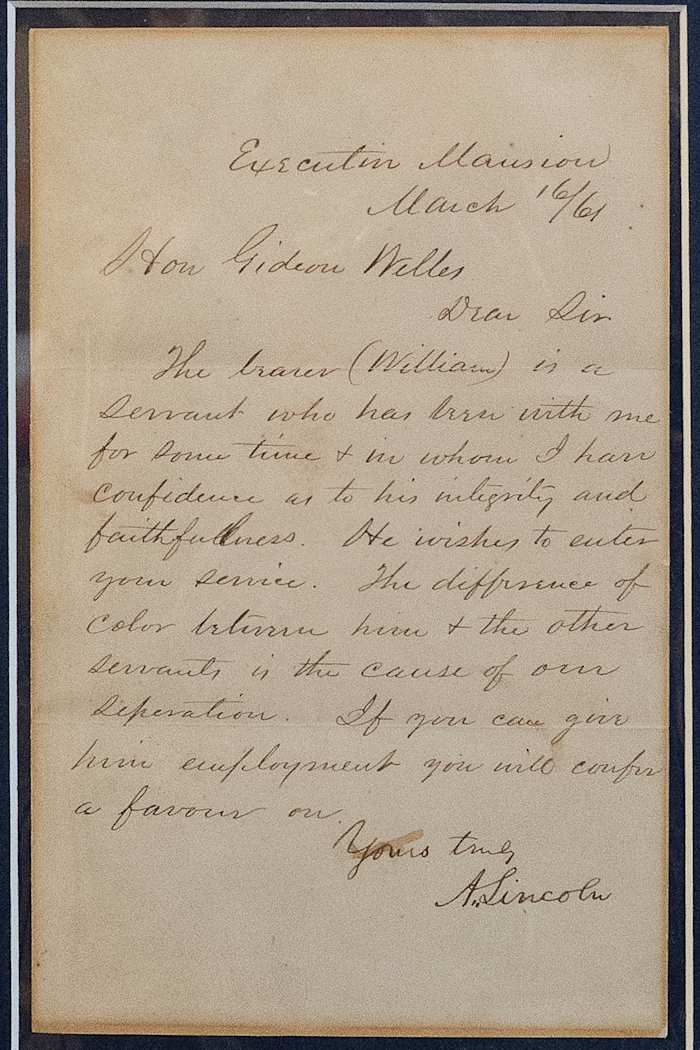 Executive Mansion
March 16/61
Hon Gideon Welles
Dear Sir
The bearer (William) is a
servant who has been with me
for some time & in whom I have
confidence as to his integrity and
faithfullness. He wishes to enter
your service. The difference of
color between him & the other
servants is the cause of our
seperation. If you can give
him employment you will confer
a favour on
Yours truly
A. Lincoln